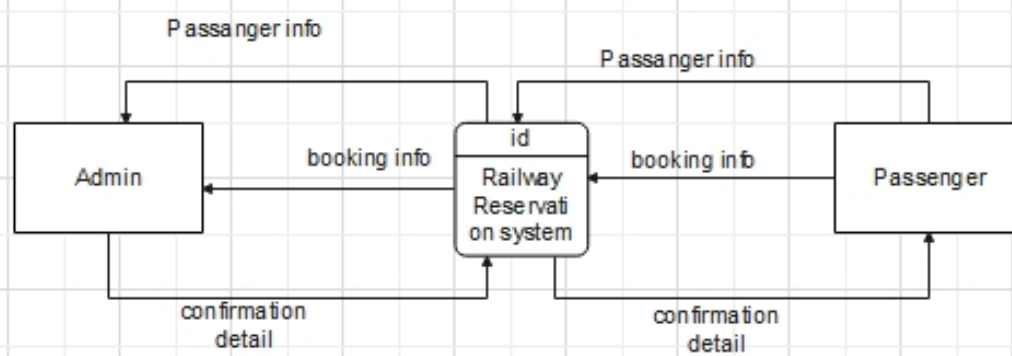 Passanger info
Passanger info
id
booking info
booking info
Admin
Railway
Reservati
on system
Passenger
confirmation
detail
confirmation
detail